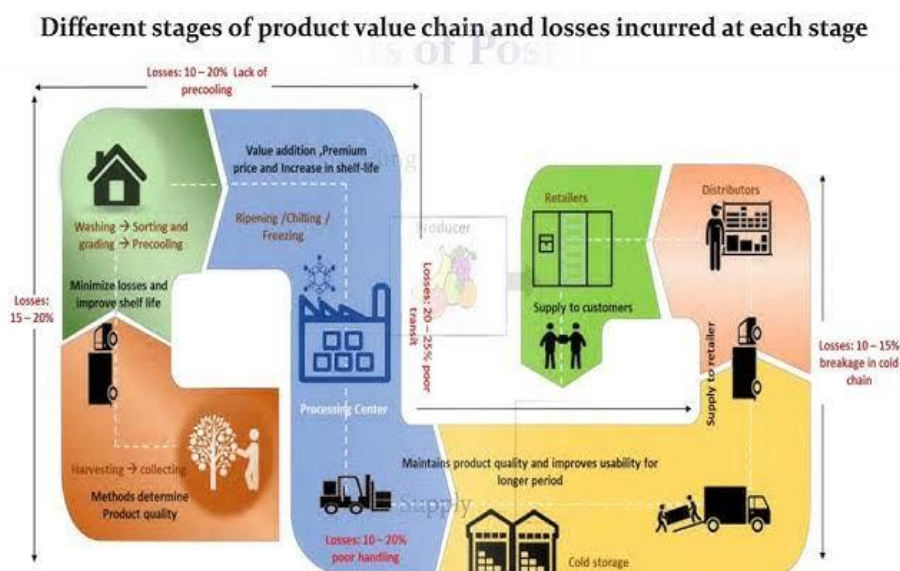 Different stages of product value chain and losses incurred at each stage
Losses: 10 – 20% Lack of
precooling
Value addition ,Premium
price and Increase in shelf-life
Ripening /Chilling /
Freezing
Washing → Sorting and
grading → Precooling
Minimize losses and
improve shelf life
Losses:
15 – 20%
Harvesting → collecting
Methods determine
Product quality
Processing Center
Losses: 10 – 20%
poor handling
Losses: 20 – 25% poor
transit
Producer
Retailers
Supply to customers
Distributors
Supply to retailer
Losses: 10 – 15%
breakage in cold
chain
Maintains product quality and improves usability for
longer period
Supply
Cold storage